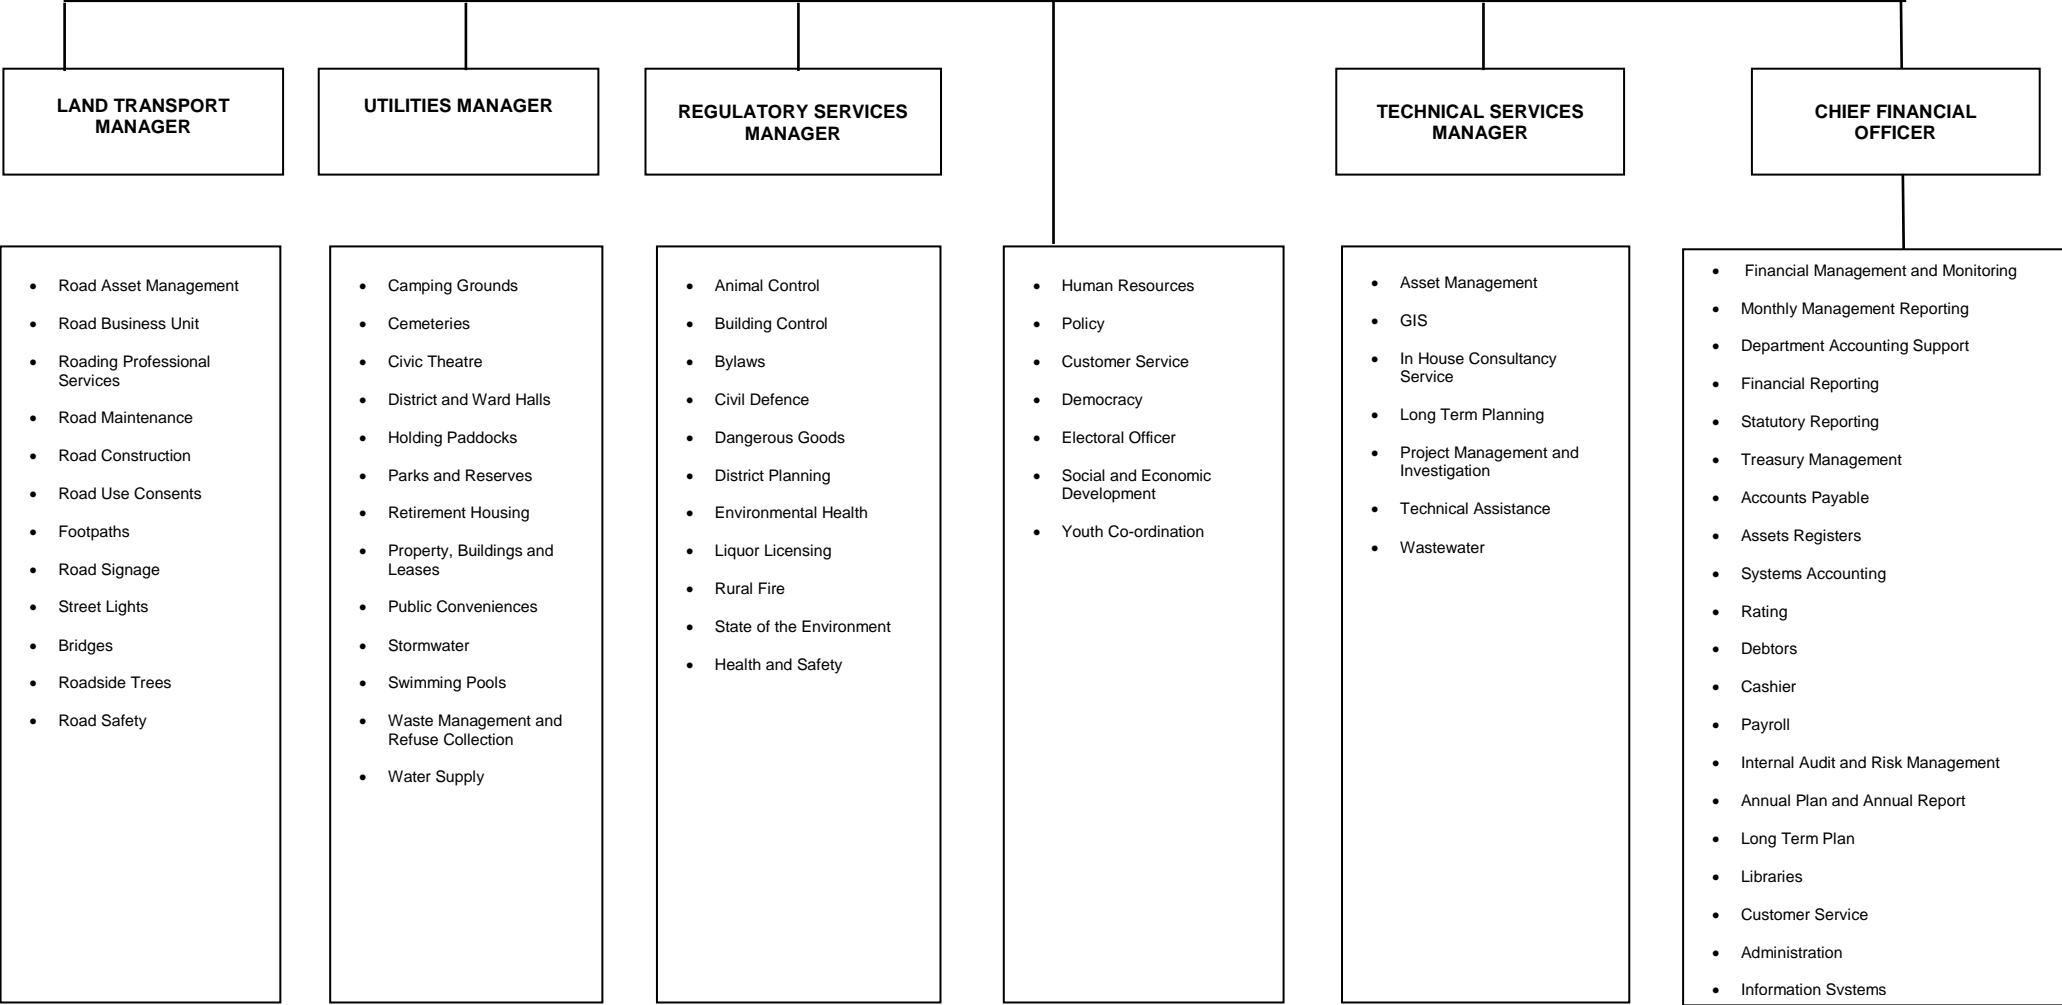 LAND TRANSPORT
MANAGER
UTILITIES MANAGER
REGULATORY SERVICES
MANAGER
TECHNICAL SERVICES
MANAGER
CHIEF FINANCIAL
OFFICER
• Road Asset Management
• Road Business Unit
• Roading Professional
Services
• Road Maintenance
• Road Construction
• Road Use Consents
• Footpaths
• Road Signage
• Street Lights
• Bridges
• Roadside Trees
• Road Safety
• Camping Grounds
• Cemeteries
• Civic Theatre
• District and Ward Halls
• Holding Paddocks
• Parks and Reserves
• Retirement Housing
• Property, Buildings and
Leases
• Public Conveniences
• Stormwater
• Swimming Pools
• Waste Management and
Refuse Collection
• Water Supply
• Animal Control
• Building Control
• Bylaws
• Civil Defence
• Dangerous Goods
• District Planning
• Environmental Health
• Liquor Licensing
• Rural Fire
• State of the Environment
• Health and Safety
• Human Resources
• Policy
• Customer Service
• Democracy
• Electoral Officer
• Social and Economic
Development
• Youth Co-ordination
• Asset Management
• GIS
• In House Consultancy
Service
• Long Term Planning
• Project Management and
Investigation
• Technical Assistance
• Wastewater
• Financial Management and Monitoring
• Monthly Management Reporting
• Department Accounting Support
• Financial Reporting
• Statutory Reporting
• Treasury Management
• Accounts Payable
• Assets Registers
• Systems Accounting
• Rating
• Debtors
• Cashier
• Payroll
• Internal Audit and Risk Management
• Annual Plan and Annual Report
• Long Term Plan
• Libraries
• Customer Service
• Administration
• Information Systems